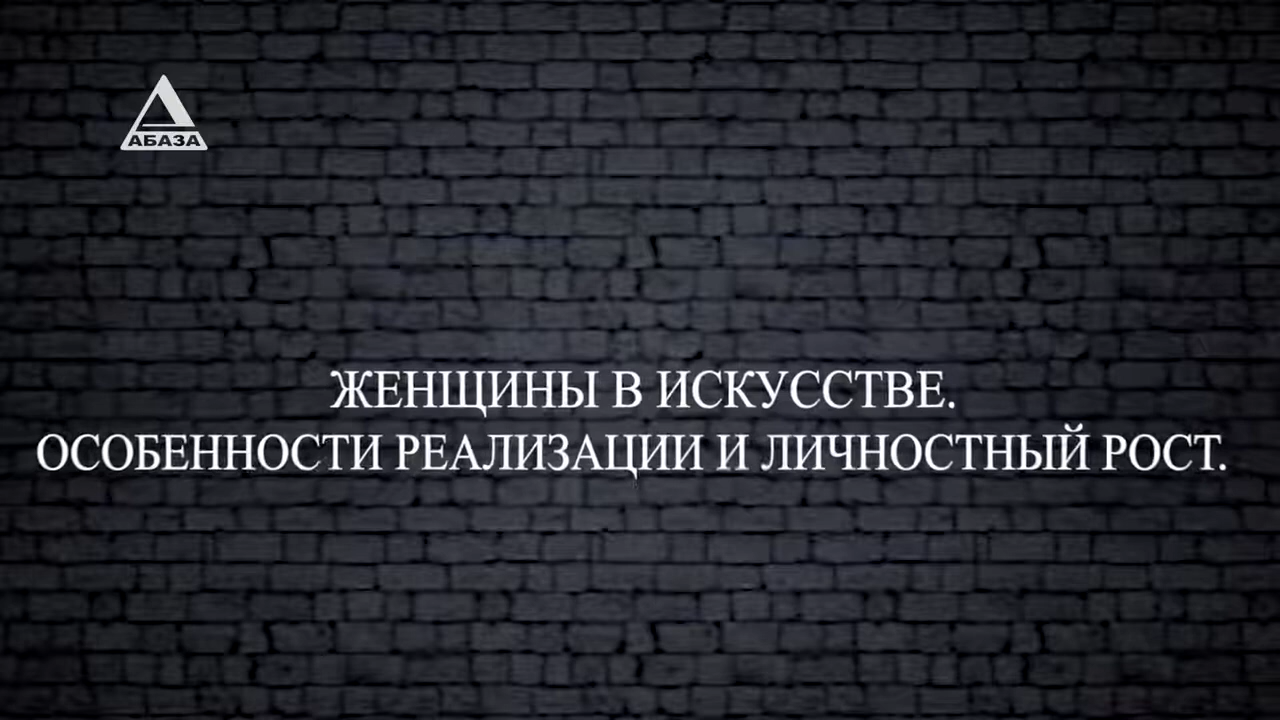 АБАЗА
ЖЕНЩИНЫ В ИСКУССТВЕ.
ОСОБЕННОСТИ РЕАЛИЗАЦИИ И ЛИЧНОСТНЫЙ РОСТ.